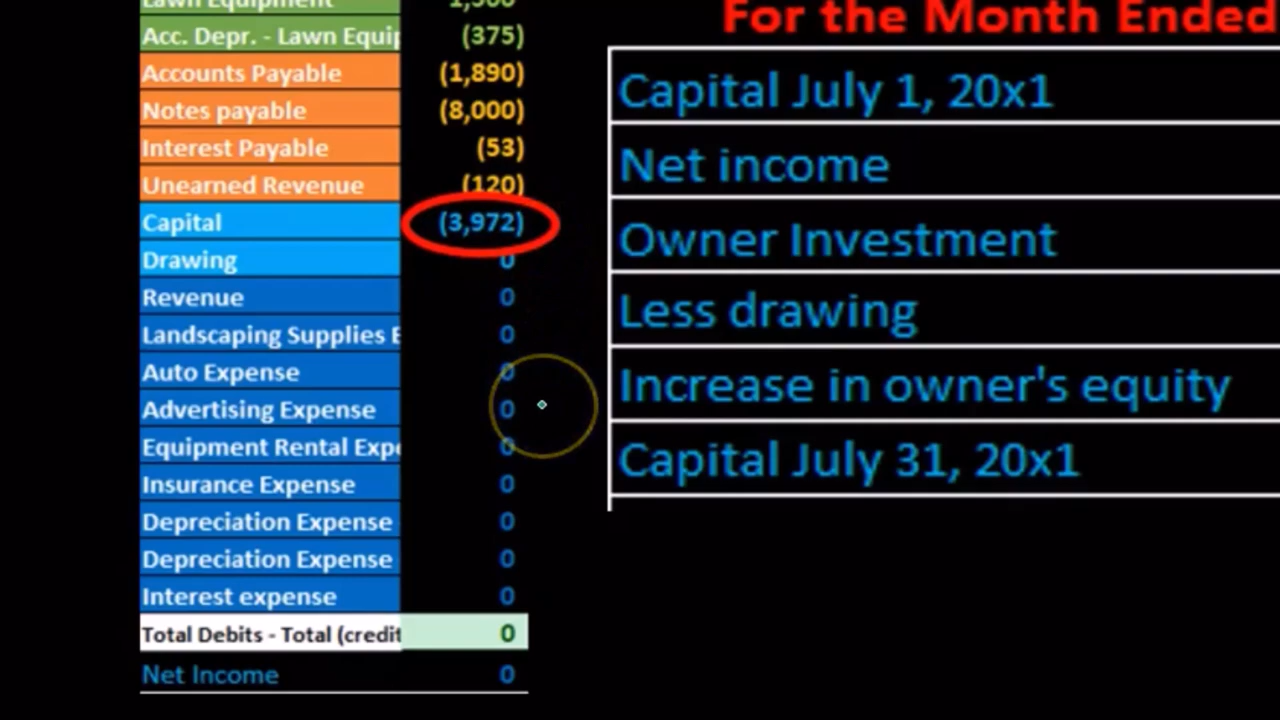 Lawn Equipment 1,500
Acc. Depr. - Lawn Equip (375)
Accounts Payable (1,890)
Notes payable (8,000)
Interest Payable (53)
Unearned Revenue (120)
Capital (3,972)
Drawing 0
Revenue 0
Landscaping Supplies E 0
Auto Expense 0
Advertising Expense 0
Equipment Rental Expe 0
Insurance Expense 0
Depreciation Expense 0
Depreciation Expense 0
Interest expense 0
Total Debits - Total (credit 0
Net Income 0
For the Month Ended
Capital July 1, 20x1
Net income
Owner Investment
Less drawing
Increase in owner's equity
Capital July 31, 20x1